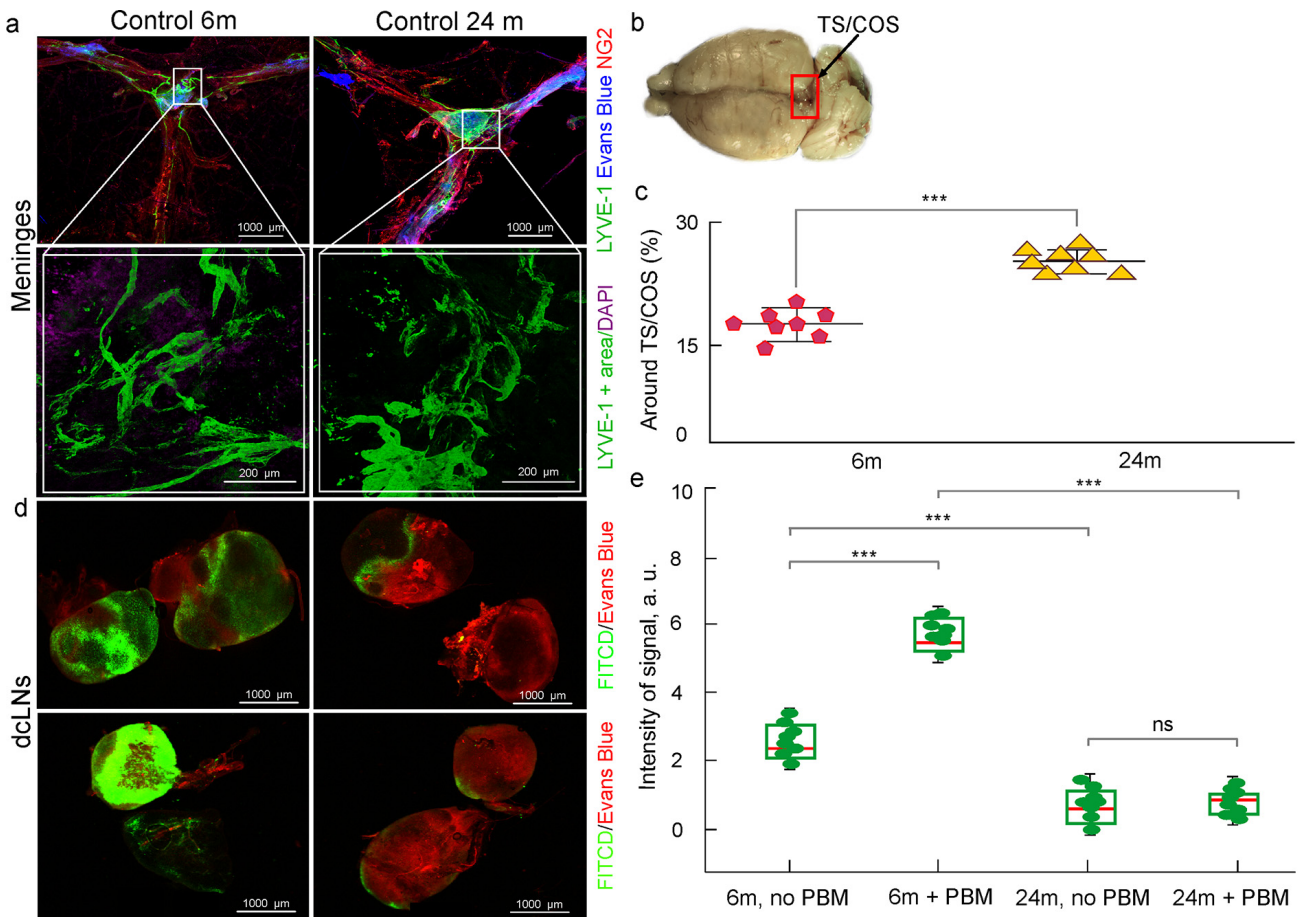 a
Control 6m
Control 24 m
Meninges
1000 µm
1000 µm
LYVE-1 Evans Blue NG2
200 µm
200 µm
LYVE-1 + area/DAPI
b
TS/COS
c
***
30
15
0
Around TS/COS (%)
6m
24m
d
dcLNs
1000 µm
1000 µm
FITCD/Evans Blue
1000 µm
1000 µm
FITCD/Evans Blue
e
10
8
6
4
2
0
Intensity of signal, a. u.
***
***
***
ns
6m, no PBM
6m + PBM
24m, no PBM
24m + PBM